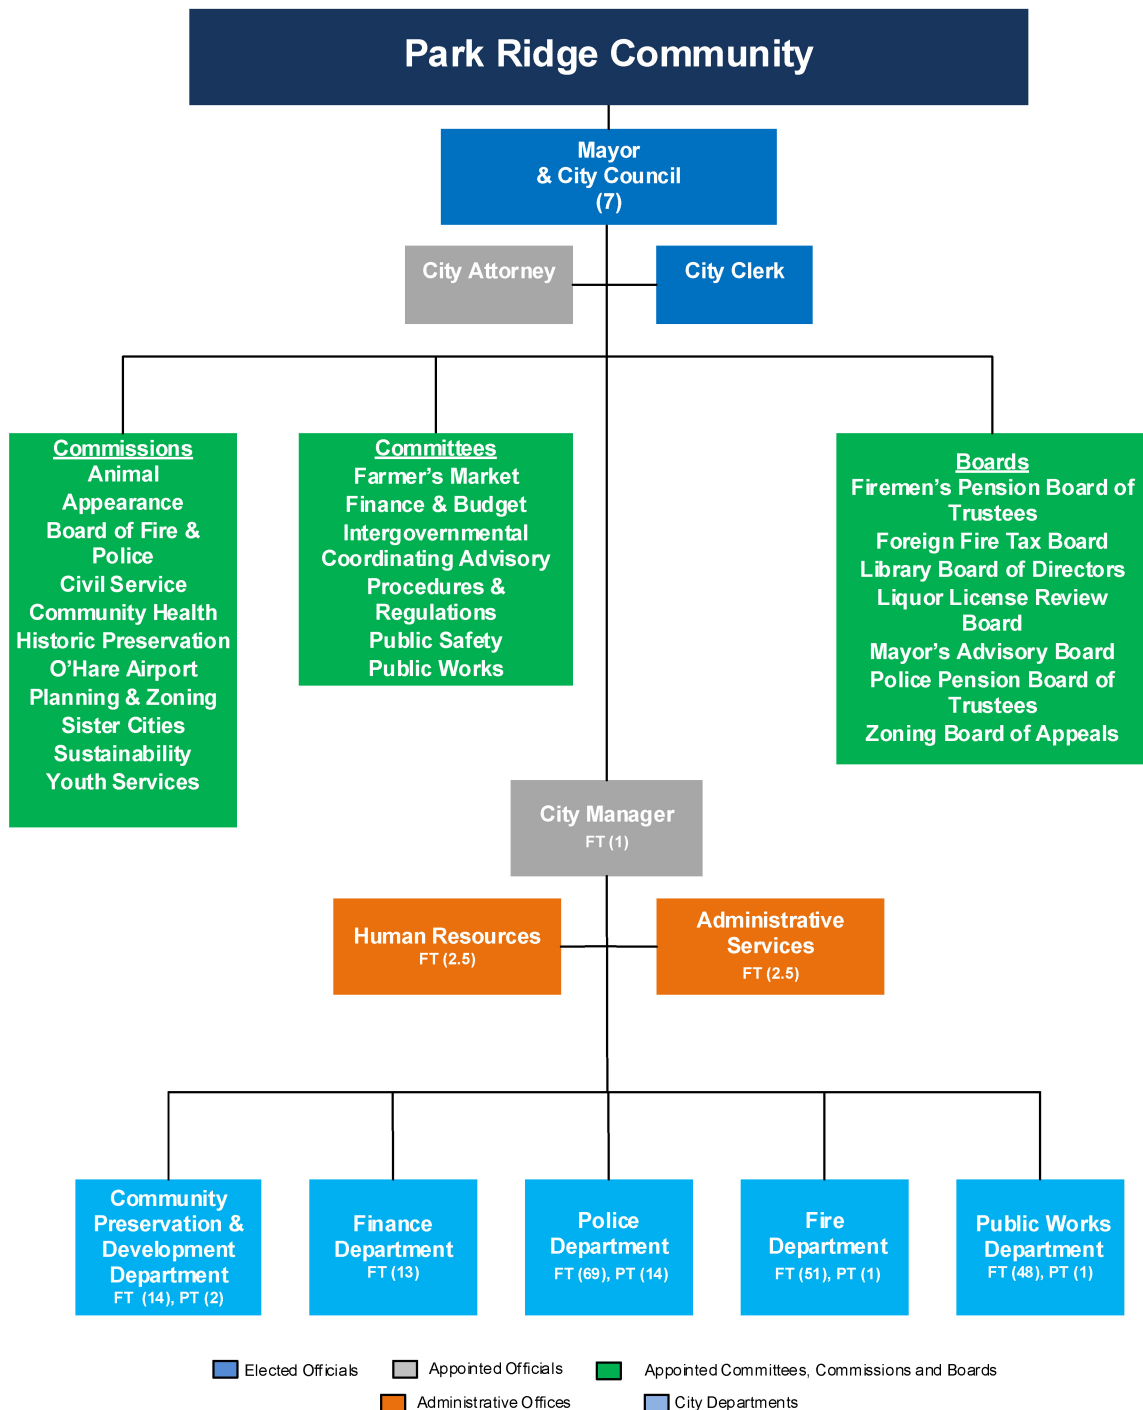 Park Ridge Community
Mayor
& City Council
(7)
City Attorney
City Clerk
Commissions
Animal
Appearance
Board of Fire &
Police
Civil Service
Community Health
Historic Preservation
O’Hare Airport
Planning & Zoning
Sister Cities
Sustainability
Youth Services
Committees
Farmer’s Market
Finance & Budget
Intergovernmental
Coordinating Advisory
Procedures &
Regulations
Public Safety
Public Works
Boards
Firemen’s Pension Board of
Trustees
Foreign Fire Tax Board
Library Board of Directors
Liquor License Review
Board
Mayor’s Advisory Board
Police Pension Board of
Trustees
Zoning Board of Appeals
City Manager
FT (1)
Human Resources
FT (2.5)
Administrative
Services
FT (2.5)
Community
Preservation &
Development
Department
FT (14), PT (2)
Finance
Department
FT (13)
Police
Department
FT (69), PT (14)
Fire
Department
FT (51), PT (1)
Public Works
Department
FT (48), PT (1)
Elected Officials
Appointed Officials
Appointed Committees, Commissions and Boards
Administrative Offices
City Departments